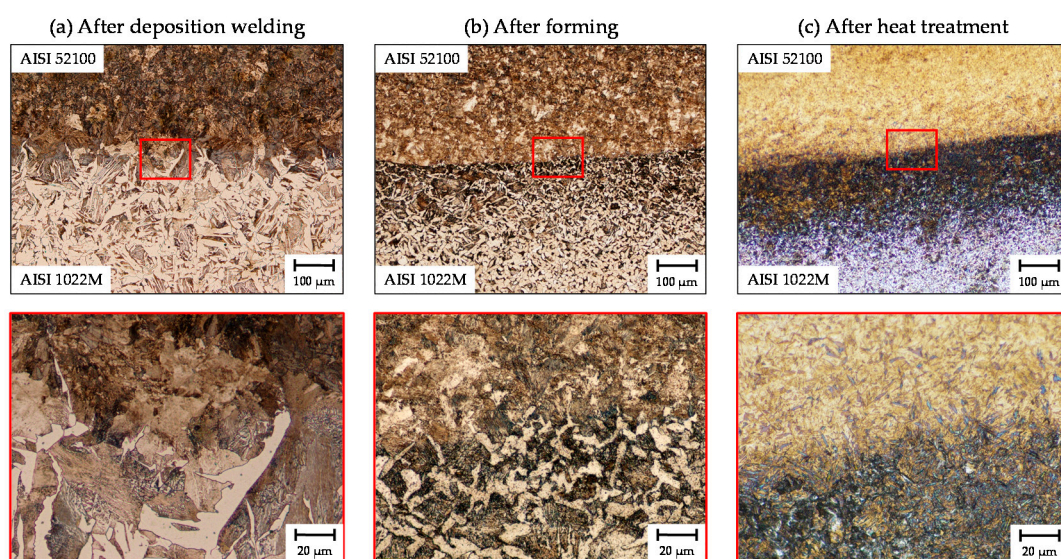 (a) After deposition welding
(b) After forming
(c) After heat treatment
AISI 52100
AISI 52100
AISI 52100
AISI 1022M
100 µm
AISI 1022M
100 µm
AISI 1022M
100 µm
20 µm
20 µm
20 µm